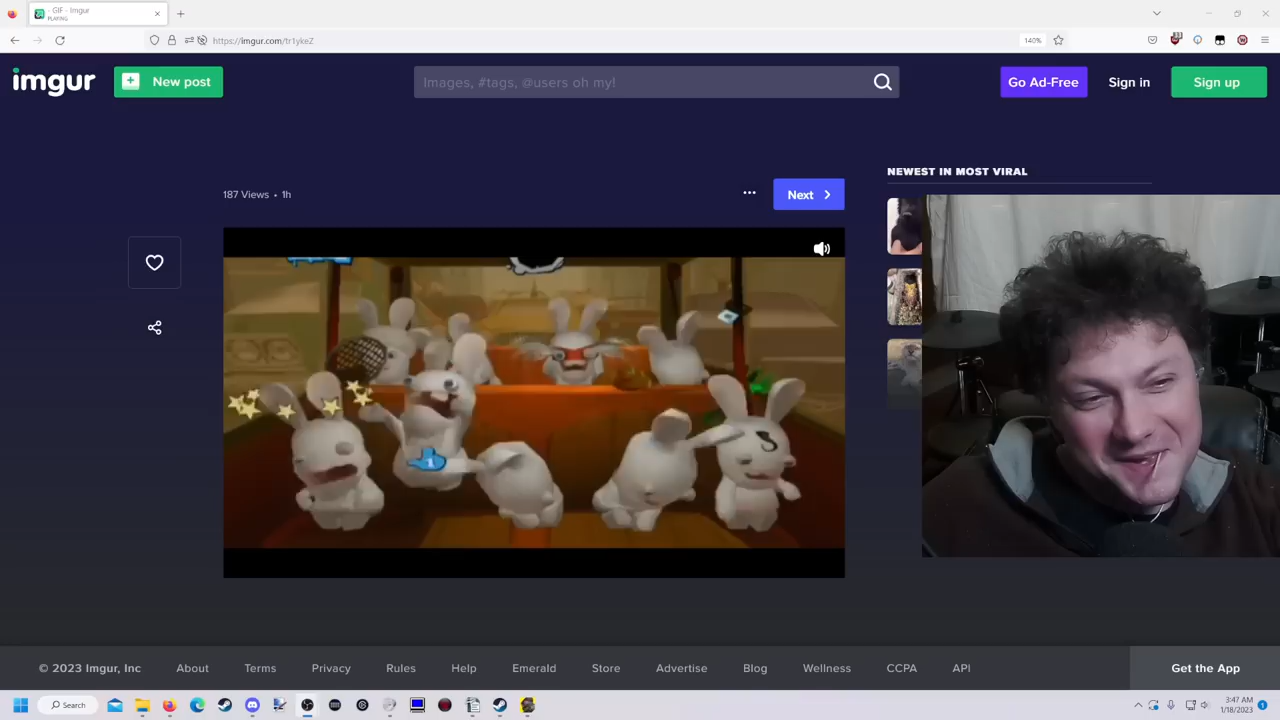 - GIF - Imgur
PLAYING
https://imgur.com/tr1ykeZ
140%
imgur
New post
Images, #tags, @users oh my!
Go Ad-Free
Sign in
Sign up
187 Views • 1h
Next
NEWEST IN MOST VIRAL
1
© 2023 Imgur, Inc
About
Terms
Privacy
Rules
Help
Emerald
Store
Advertise
Blog
Wellness
CCPA
API
Get the App
Search
3:47 AM
1/18/2023
1